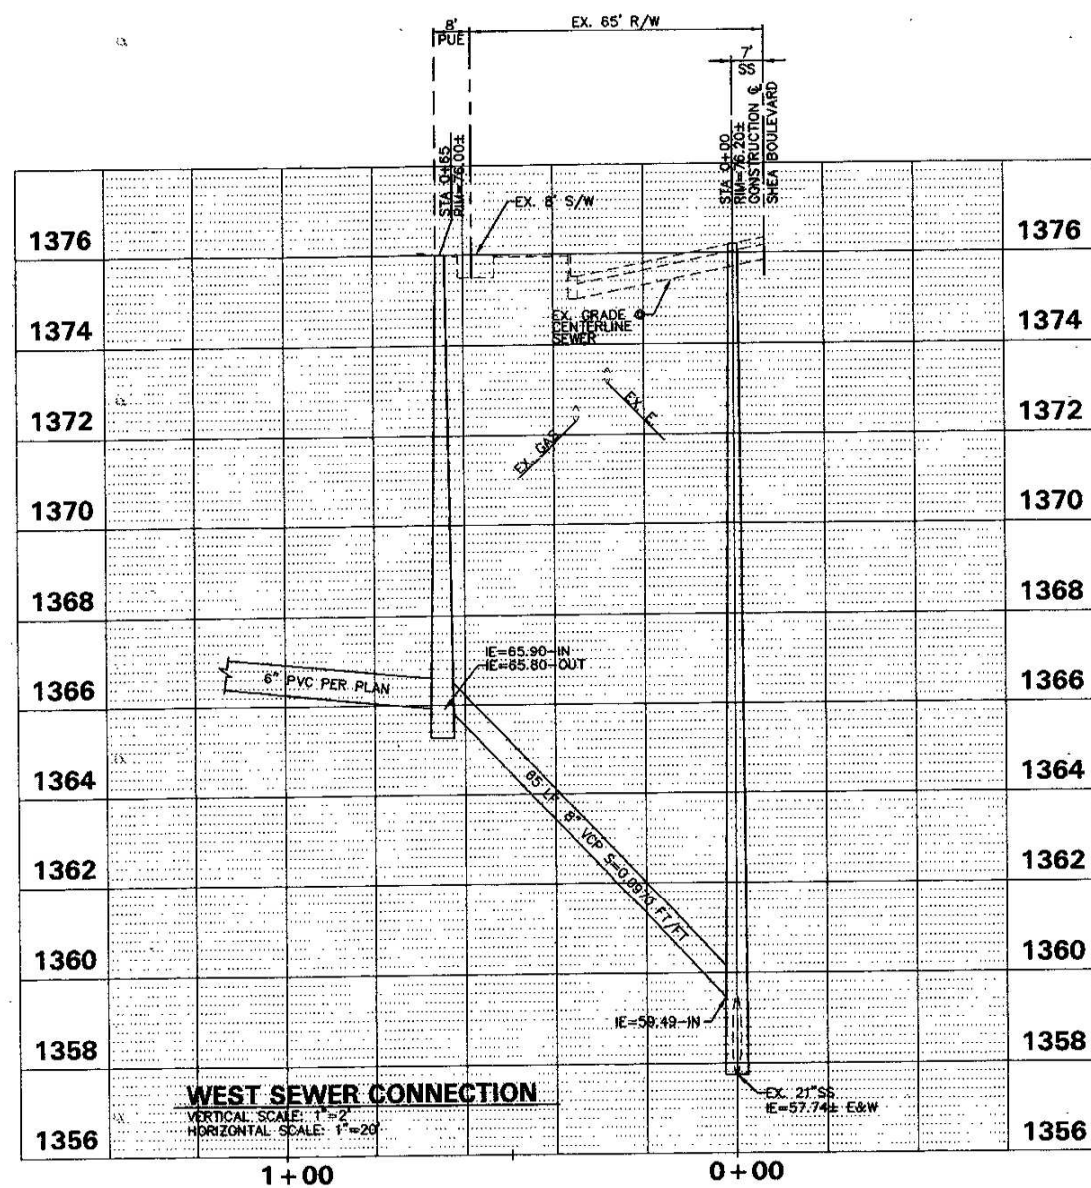 8'
PUE
EX. 65' R/W
7'
SS
STA 0+65
RIM=76.00±
STA 0+00
RIM=76.20±
CONSTRUCTION ℄
SHEA BOULEVARD
EX. 8' S/W
1376
1376
EX. GRADE @
CENTERLINE
SEWER
1374
1374
EX. E
EX. GAS
1372
1372
1370
1370
1368
1368
IE=65.90-IN
IE=65.80-OUT
6" PVC PER PLAN
1366
1366
1364
1364
65 LF 8" VCP S=0.0970 FT/FT
1362
1362
1360
1360
IE=59.49-IN
1358
1358
EX. 21"SS
IE=57.74± E&W
WEST SEWER CONNECTION
VERTICAL SCALE: 1"=2'
HORIZONTAL SCALE: 1"=20'
1356
1356
1+00
0+00